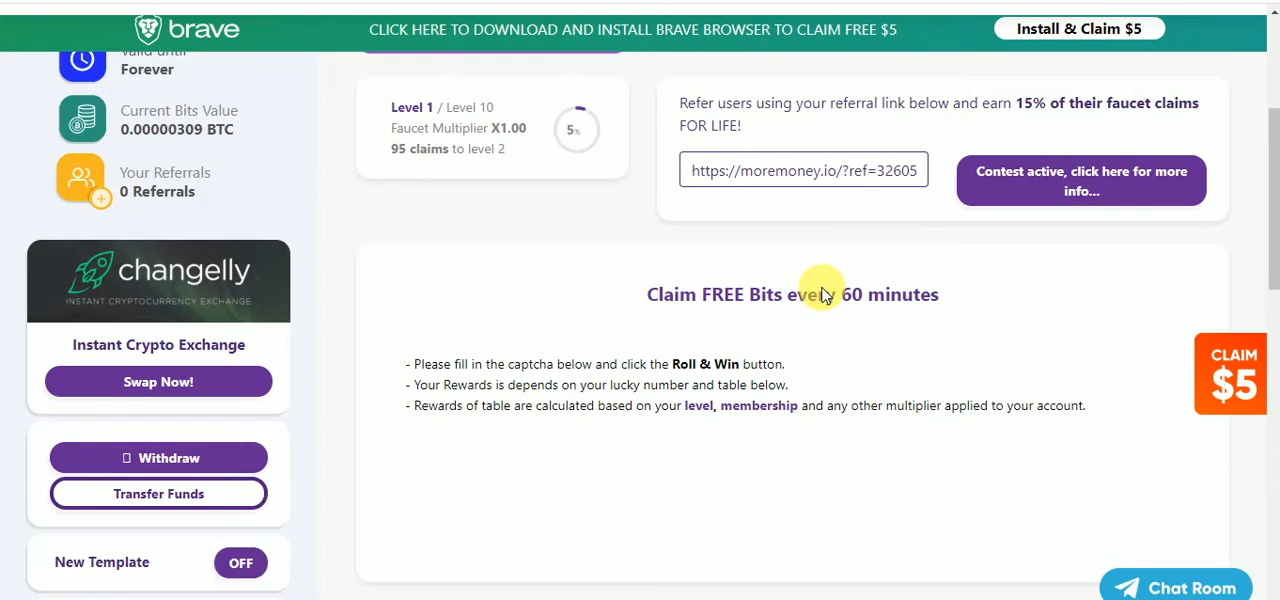 brave
CLICK HERE TO DOWNLOAD AND INSTALL BRAVE BROWSER TO CLAIM FREE $5
Install & Claim $5
Valid until
Forever
Current Bits Value
0.00000309 BTC
Your Referrals
0 Referrals
changelly
INSTANT CRYPTOCURRENCY EXCHANGE
Instant Crypto Exchange
Swap Now!
Withdraw
Transfer Funds
New Template
OFF
Level 1 / Level 10
Faucet Multiplier X1.00
95 claims to level 2
5%
Refer users using your referral link below and earn 15% of their faucet claims
FOR LIFE!
https://moremoney.io/?ref=32605
Contest active, click here for more
info...
Claim FREE Bits every 60 minutes
- Please fill in the captcha below and click the Roll & Win button.
- Your Rewards is depends on your lucky number and table below.
- Rewards of table are calculated based on your level, membership and any other multiplier applied to your account.
CLAIM
$5
Chat Room